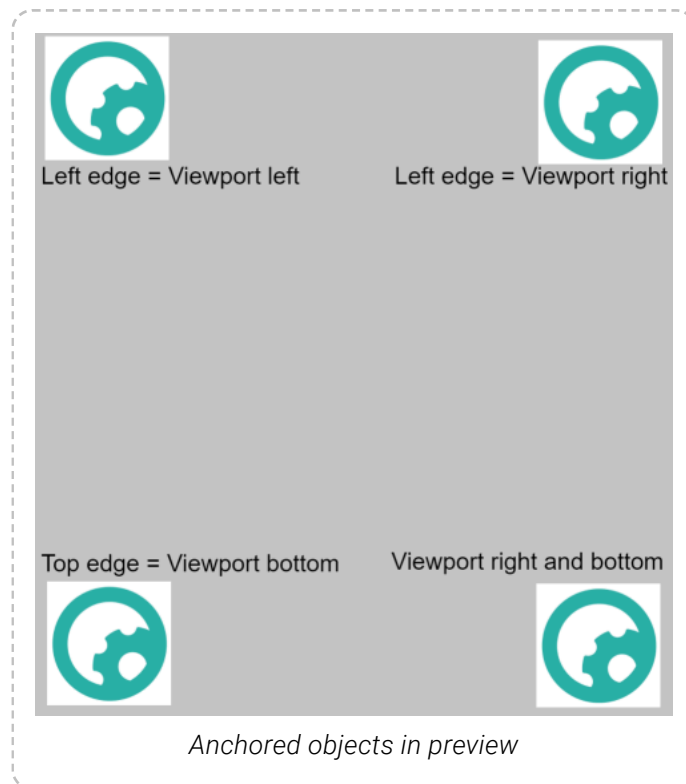 Left edge = Viewport left
Left edge = Viewport right
Top edge = Viewport bottom
Viewport right and bottom
Anchored objects in preview